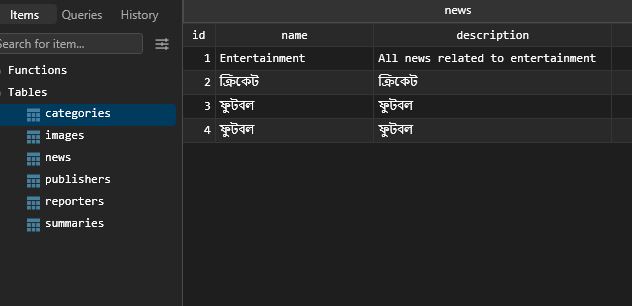 Items Queries History
news
Search for item...
id name description
Functions
1 Entertainment All news related to entertainment
2 ক্রিকেট ক্রিকেট
Tables
3 ফুটবল ফুটবল
categories
4 ফুটবল ফুটবল
images
news
publishers
reporters
summaries